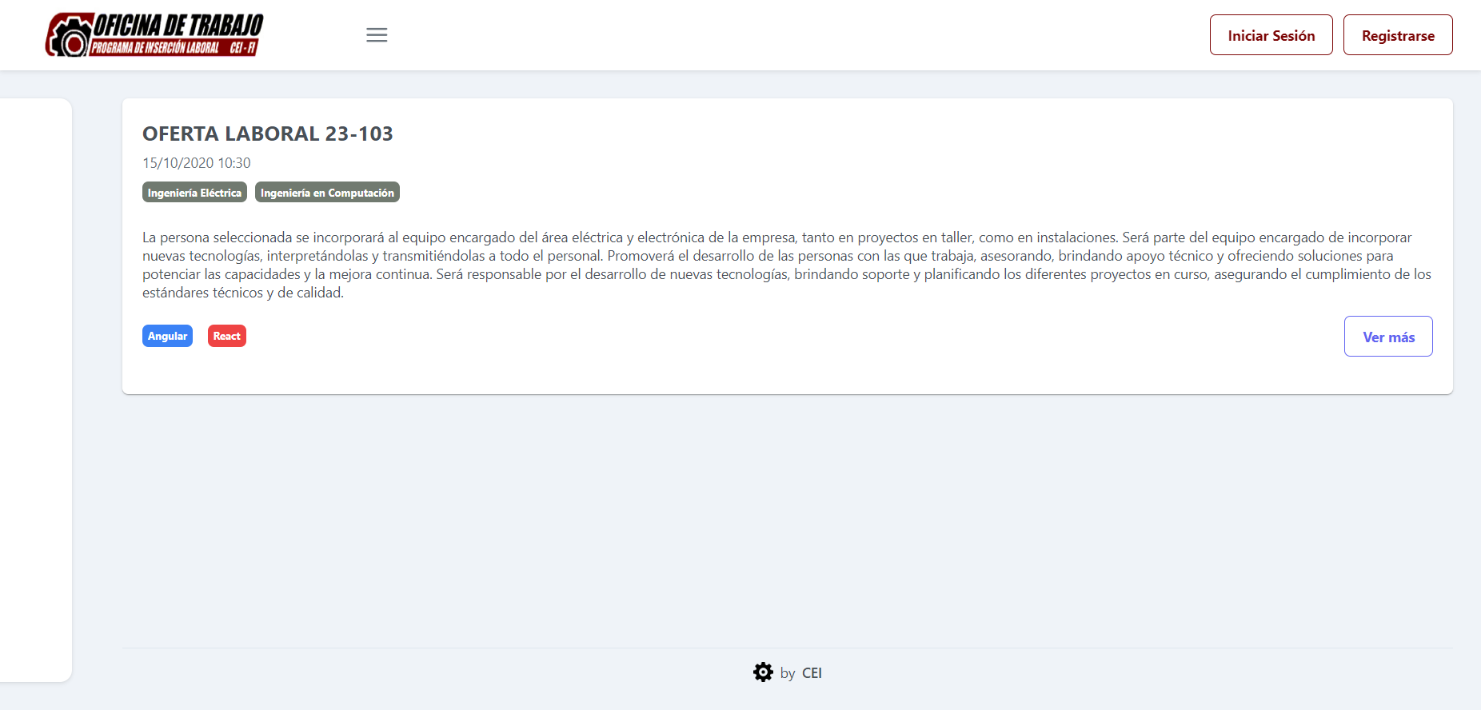 OFICINA DE TRABAJO
PROGRAMA DE INSERCIÓN LABORAL CEI - FI
Iniciar Sesión
Registrarse
OFERTA LABORAL 23-103
15/10/2020 10:30
Ingeniería Eléctrica
Ingeniería en Computación
La persona seleccionada se incorporará al equipo encargado del área eléctrica y electrónica de la empresa, tanto en proyectos en taller, como en instalaciones. Será parte del equipo encargado de incorporar
nuevas tecnologías, interpretándolas y transmitiéndolas a todo el personal. Promoverá el desarrollo de las personas con las que trabaja, asesorando, brindando apoyo técnico y ofreciendo soluciones para
potenciar las capacidades y la mejora continua. Será responsable por el desarrollo de nuevas tecnologías, brindando soporte y planificando los diferentes proyectos en curso, asegurando el cumplimiento de los
estándares técnicos y de calidad.
Angular
React
Ver más
by CEI